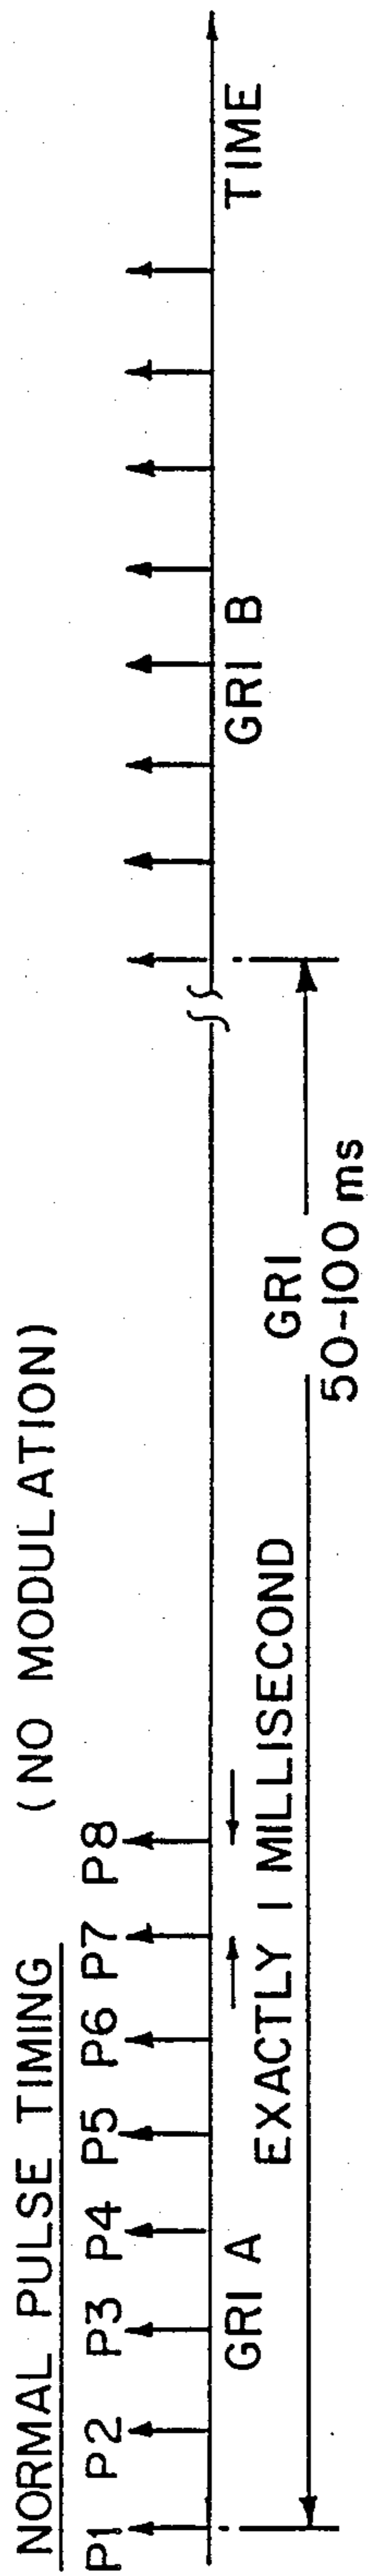 NORMAL PULSE TIMING (NO MODULATION)
P1 P2 P3 P4 P5 P6 P7 P8
GRI A
GRI B
TIME
EXACTLY 1 MILLISECOND
GRI
50-100 ms